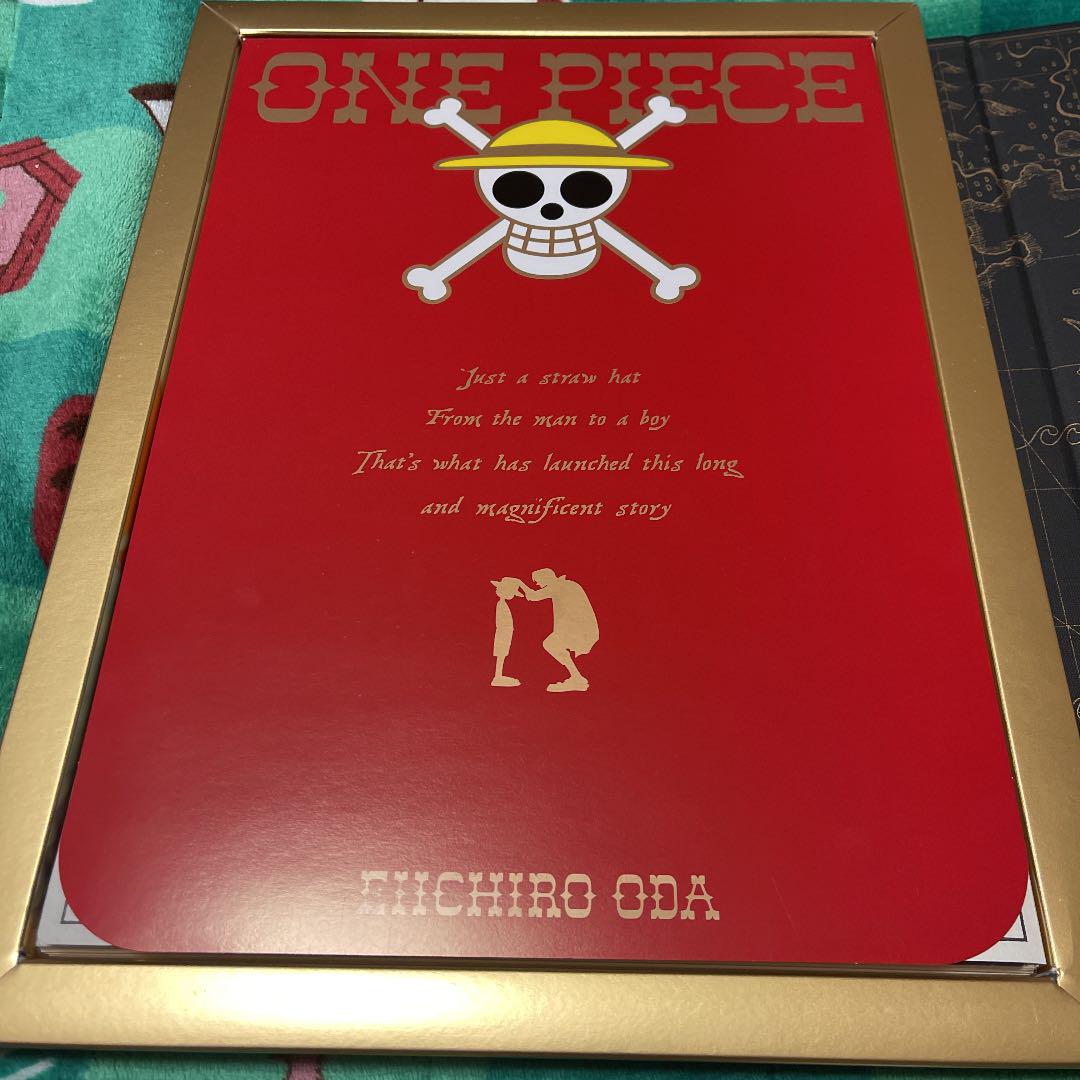 ONE PIECE
Just a straw hat
From the man to a boy
That's what has launched this long
and magnificent story
EIICHIRO ODA